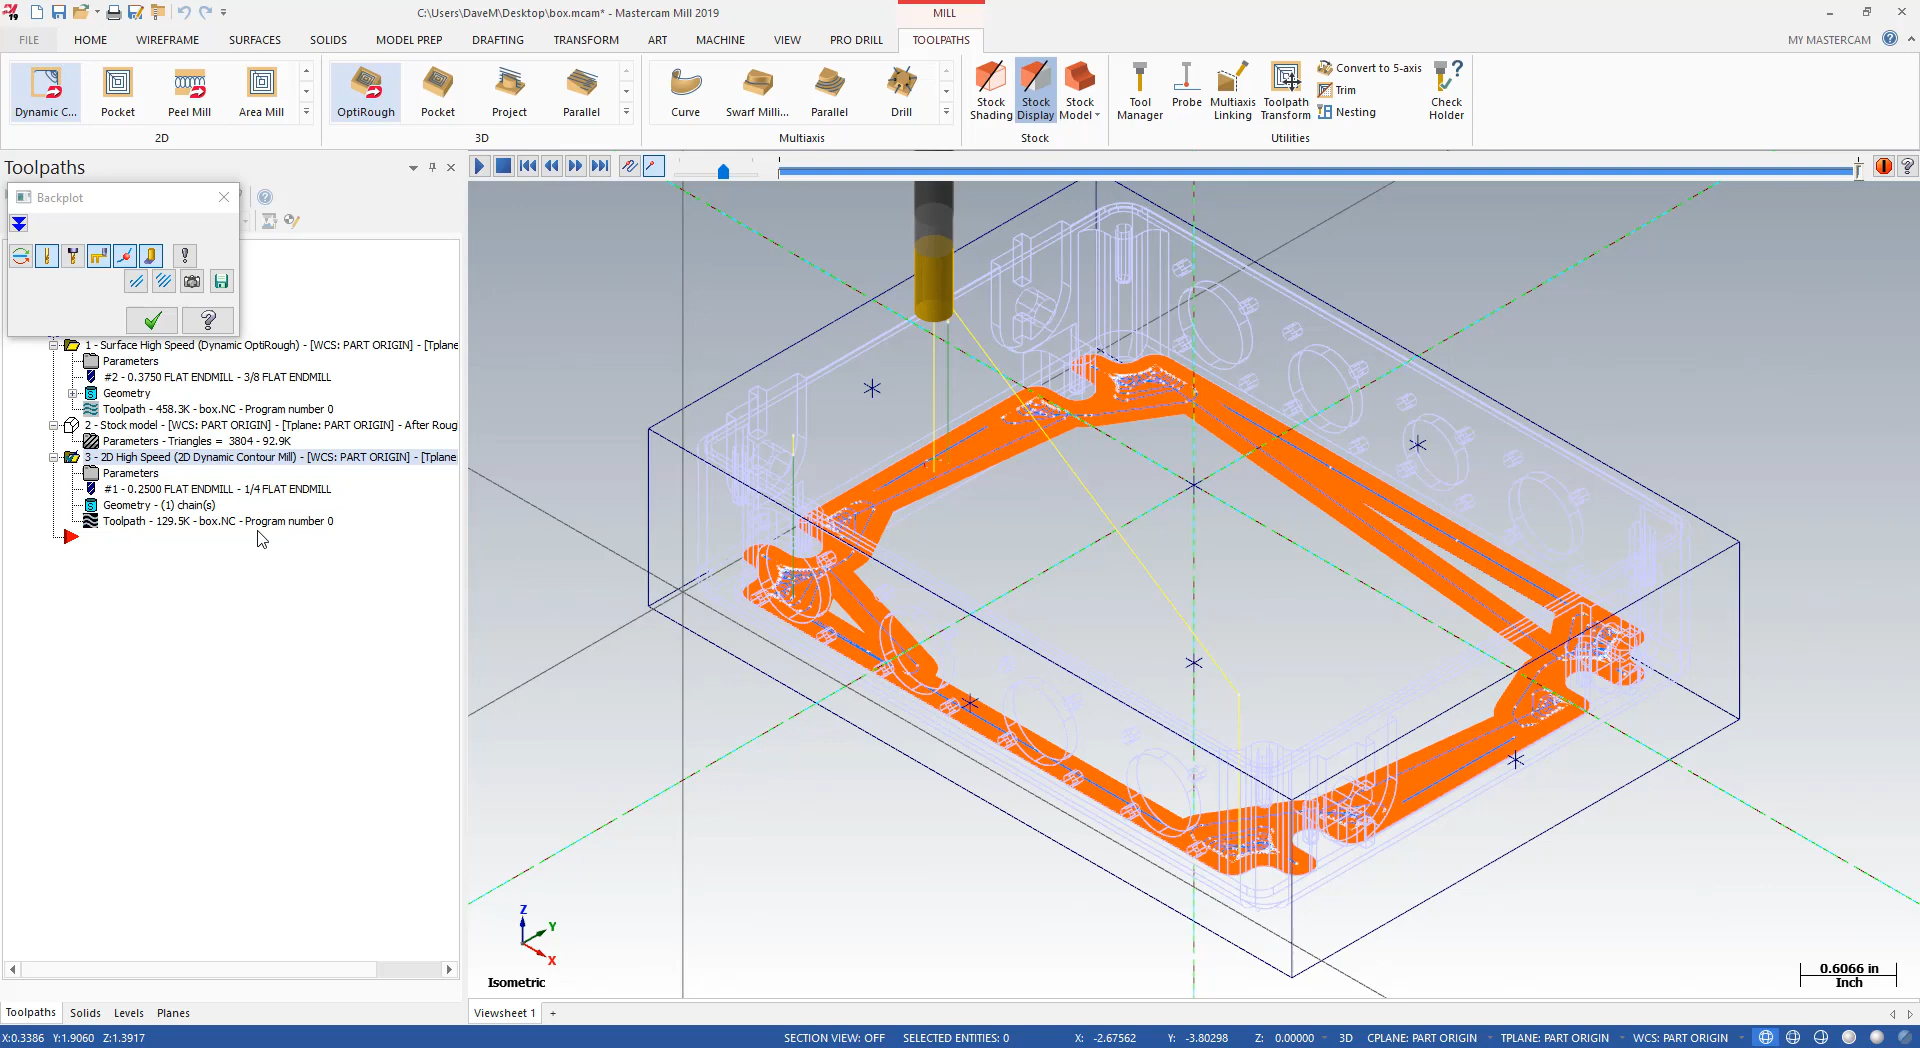 C:\Users\DaveM\Desktop\box.mcam* - Mastercam Mill 2019
MILL
FILE
HOME
WIREFRAME
SURFACES
SOLIDS
MODEL PREP
DRAFTING
TRANSFORM
ART
MACHINE
VIEW
PRO DRILL
TOOLPATHS
MY MASTERCAM
Dynamic C...
Pocket
Peel Mill
Area Mill
2D
OptiRough
Pocket
Project
Parallel
3D
Curve
Swarf Milli...
Parallel
Drill
Multiaxis
Stock Shading
Stock Display
Stock Model
Stock
Tool Manager
Probe
Multiaxis Linking
Toolpath Transform
Convert to 5-axis
Trim
Nesting
Utilities
Check Holder
Toolpaths
Backplot
1 - Surface High Speed (Dynamic OptiRough) - [WCS: PART ORIGIN] - [Tplane
Parameters
#2 - 0.3750 FLAT ENDMILL - 3/8 FLAT ENDMILL
Geometry
Toolpath - 458.3K - box.NC - Program number 0
2 - Stock model - [WCS: PART ORIGIN] - [Tplane: PART ORIGIN] - After Roug
Parameters - Triangles = 3804 - 92.9K
3 - 2D High Speed (2D Dynamic Contour Mill) - [WCS: PART ORIGIN] - [Tplane
Parameters
#1 - 0.2500 FLAT ENDMILL - 1/4 FLAT ENDMILL
Geometry - (1) chain(s)
Toolpath - 129.5K - box.NC - Program number 0
Z
Y
X
Isometric
0.6066 in
Inch
Toolpaths
Solids
Levels
Planes
Viewsheet 1
+
X:0.3386 Y:1.9060 Z:1.3917
SECTION VIEW: OFF
SELECTED ENTITIES: 0
X: -2.67562
Y: -3.80298
Z: 0.00000
3D
CPLANE: PART ORIGIN
TPLANE: PART ORIGIN
WCS: PART ORIGIN